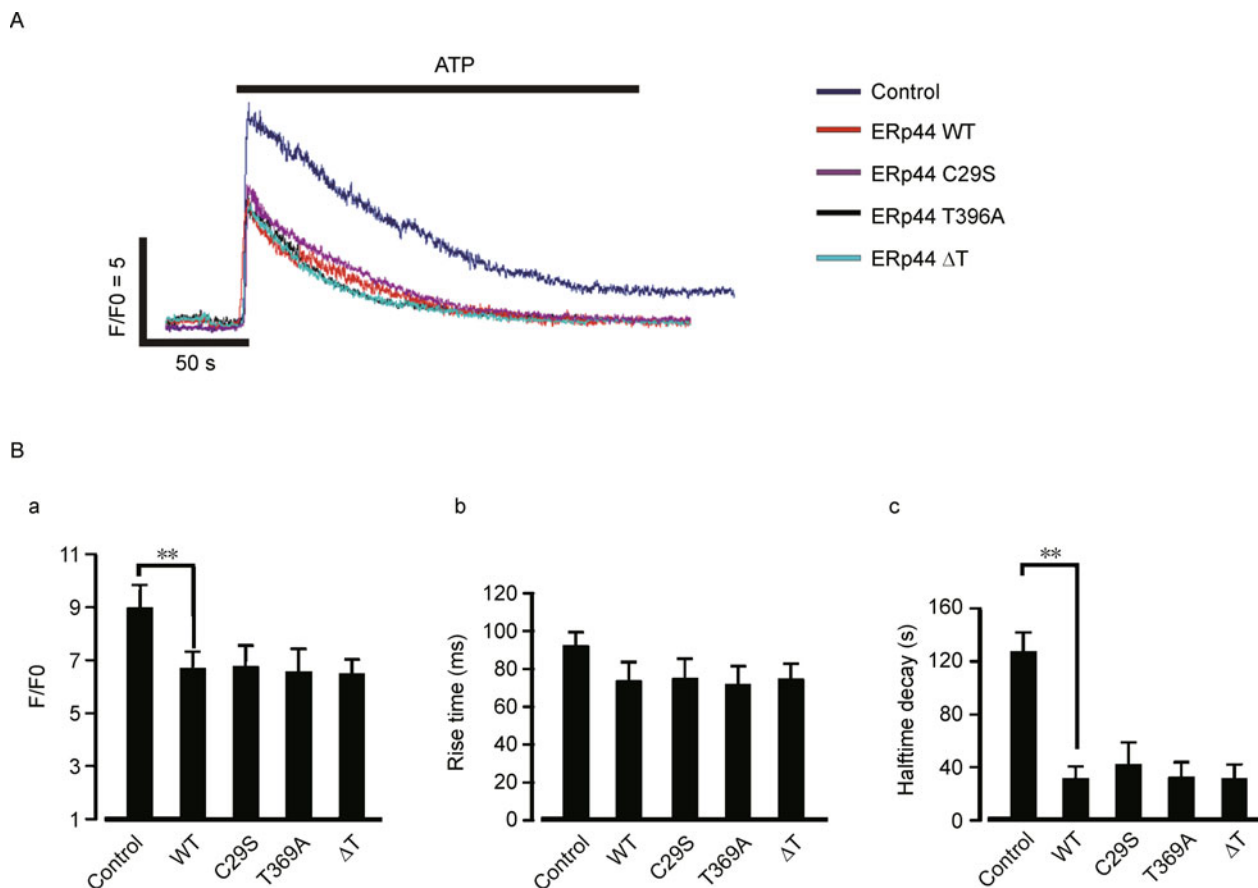 A
ATP
Control
ERp44 WT
ERp44 C29S
ERp44 T396A
ERp44 ΔT
F/F0 = 5
50 s
B
a
b
c
**
**
11
9
7
5
3
1
F/F0
Control
WT
C29S
T369A
ΔT
120
100
80
60
40
20
0
Rise time (ms)
Control
WT
C29S
T369A
ΔT
160
120
80
40
0
Halftime decay (s)
Control
WT
C29S
T369A
ΔT